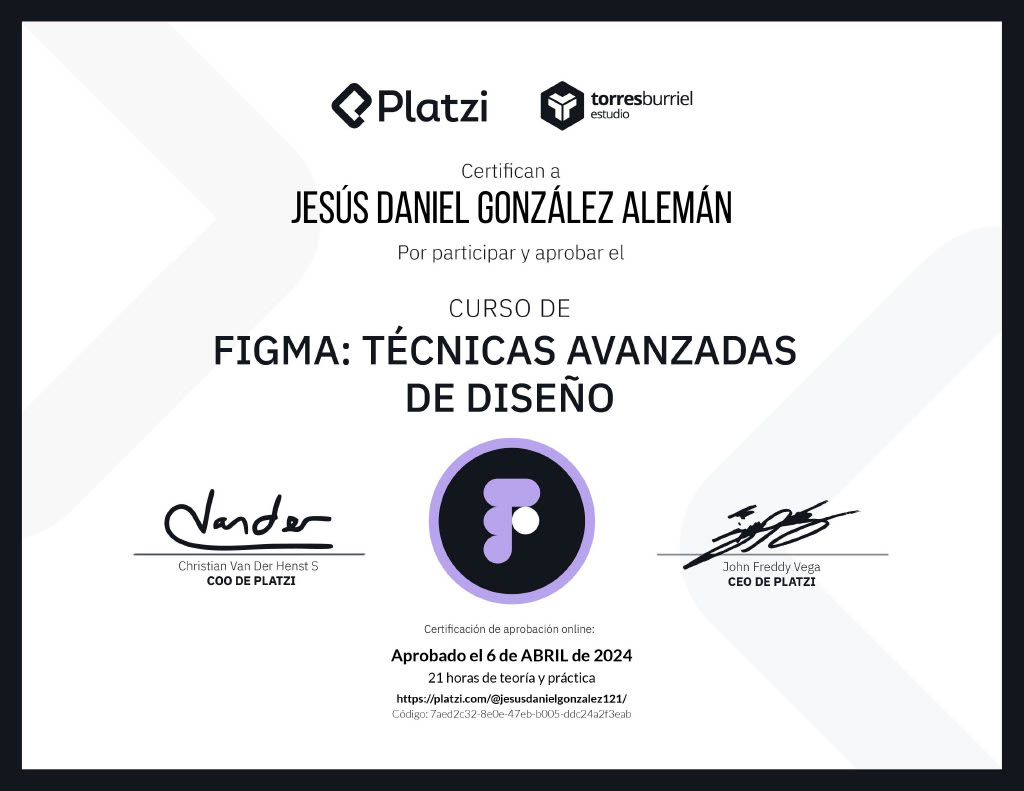 Platzi
torresburriel
estudio
Certifican a
JESÚS DANIEL GONZÁLEZ ALEMÁN
Por participar y aprobar el
CURSO DE
FIGMA: TÉCNICAS AVANZADAS
DE DISEÑO
Vander
Christian Van Der Henst S
COO DE PLATZI
John Freddy Vega
CEO DE PLATZI
Certificación de aprobación online:
Aprobado el 6 de ABRIL de 2024
21 horas de teoría y práctica
https://platzi.com/@jesusdanielgonzalez121/
Código: 7aed2c32-8e0e-47eb-b005-ddc24a2f3eab